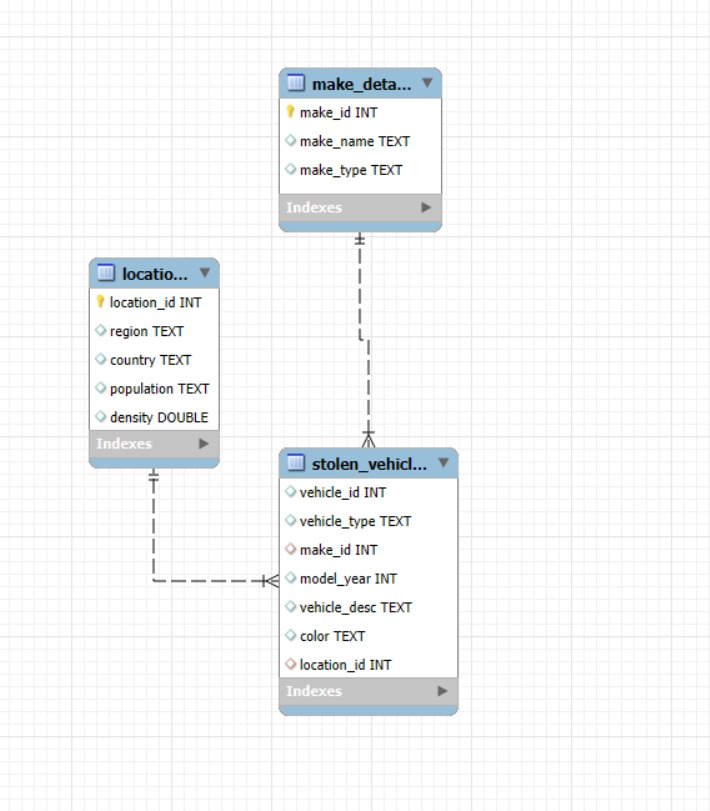 make_deta...
make_id INT
make_name TEXT
make_type TEXT
Indexes
locatio...
location_id INT
region TEXT
country TEXT
population TEXT
density DOUBLE
Indexes
stolen_vehicl...
vehicle_id INT
vehicle_type TEXT
make_id INT
model_year INT
vehicle_desc TEXT
color TEXT
location_id INT
Indexes